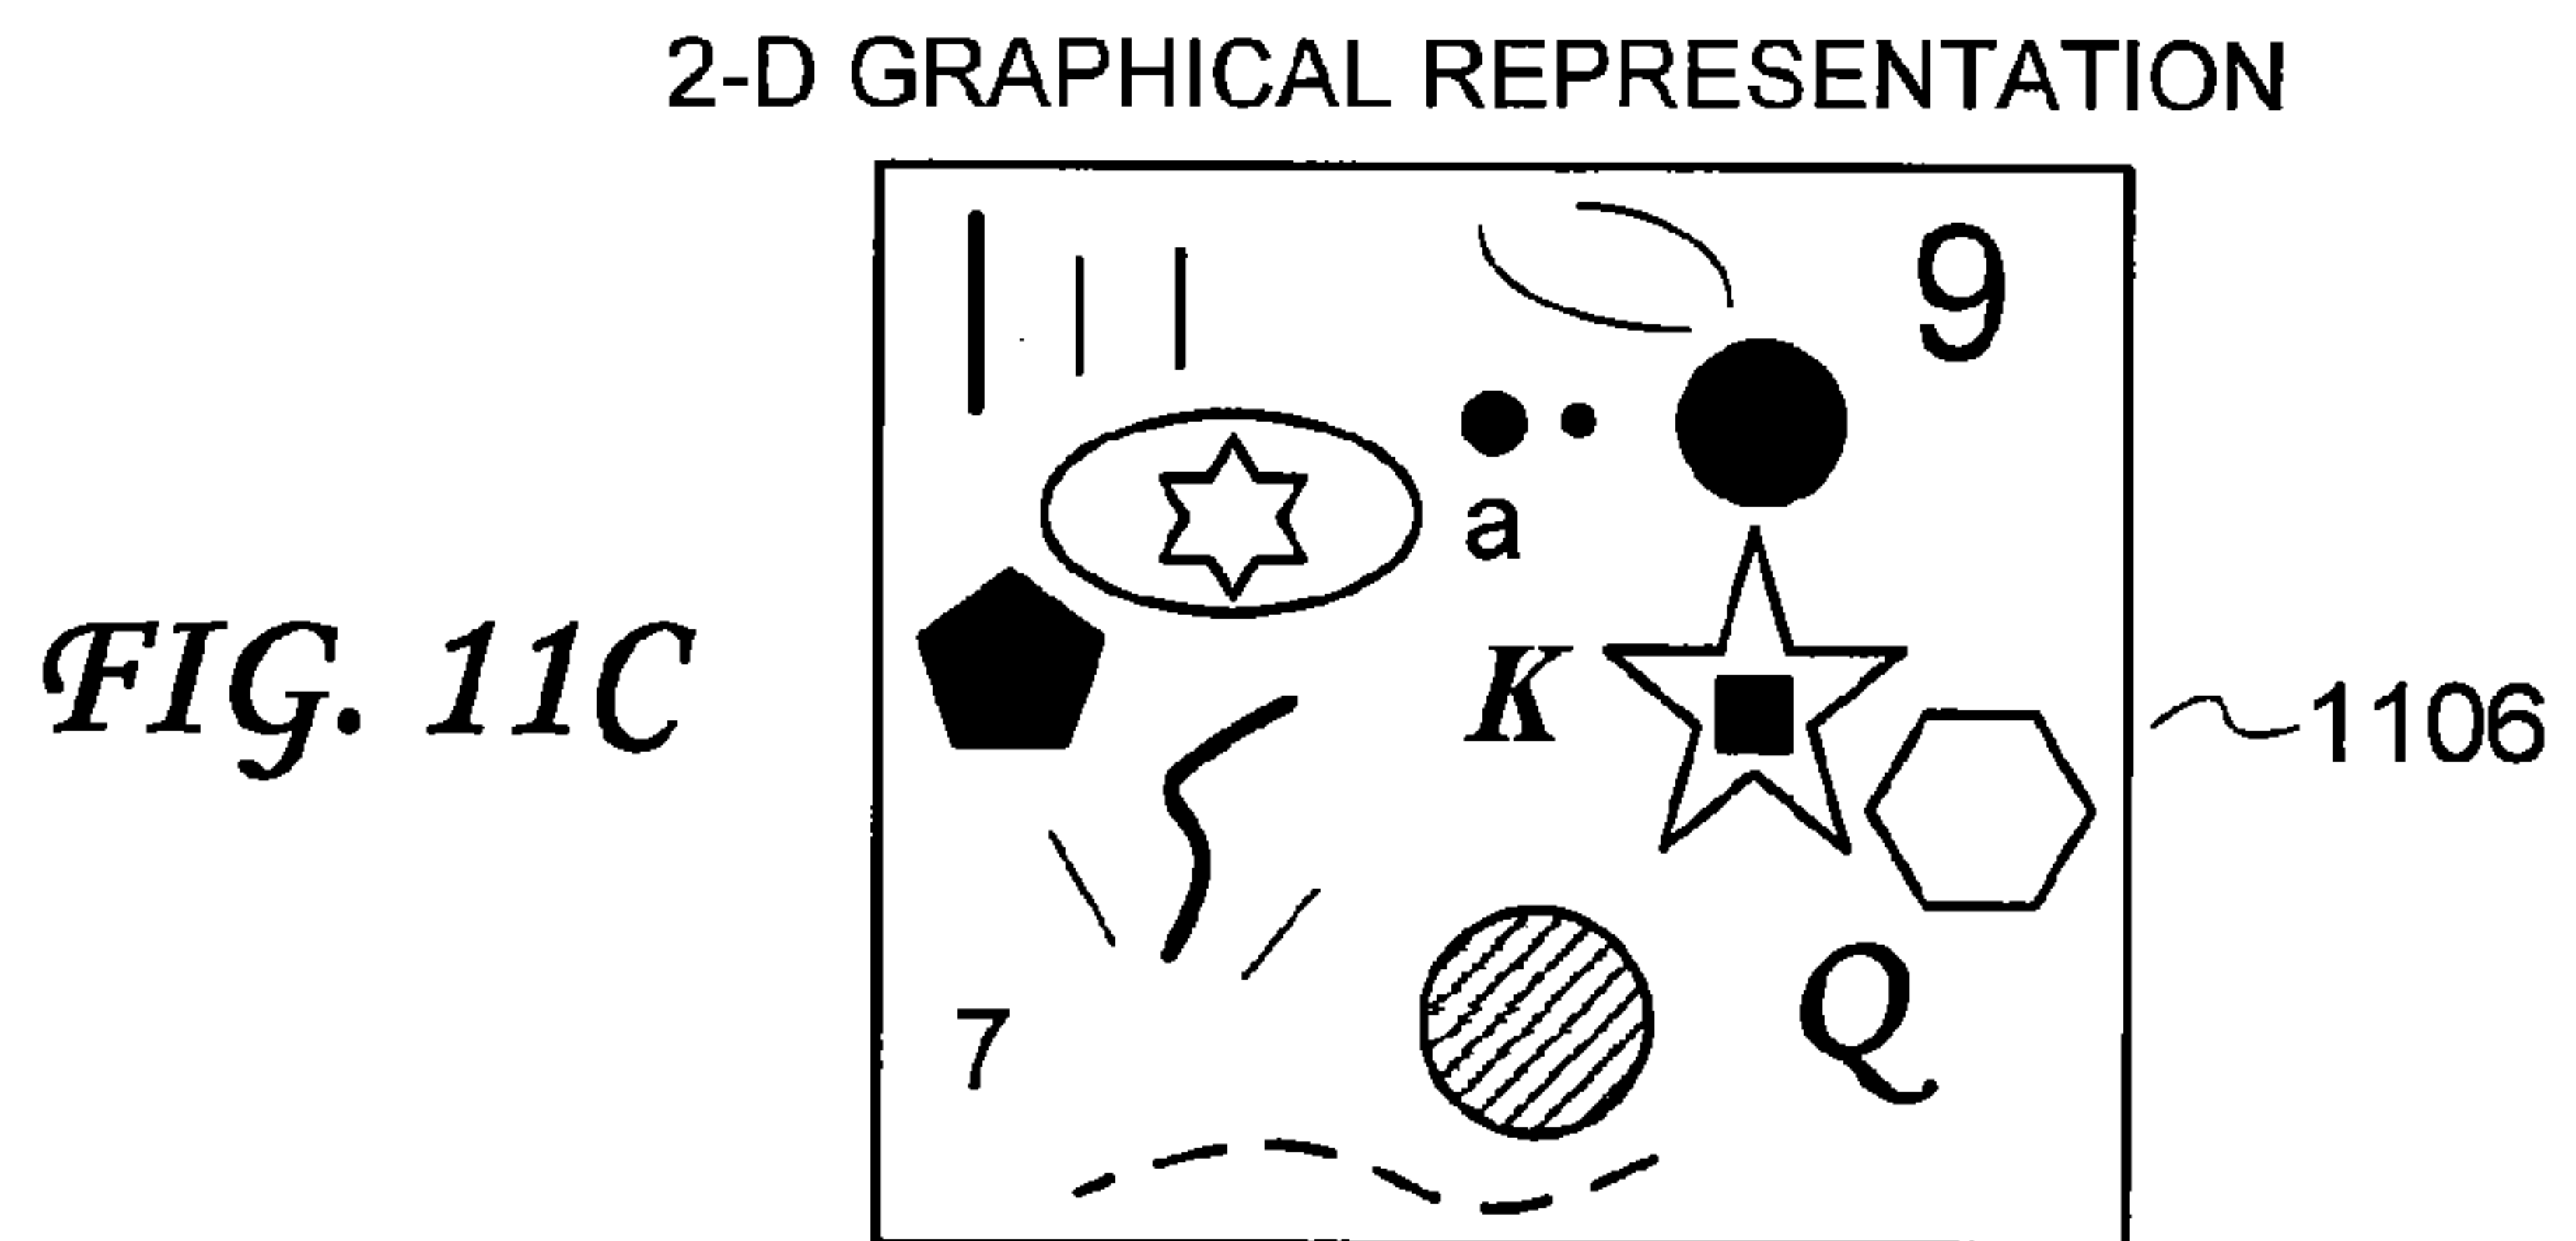 2-D GRAPHICAL REPRESENTATION
9
a
K
FIG. 11C
1106
Q
7